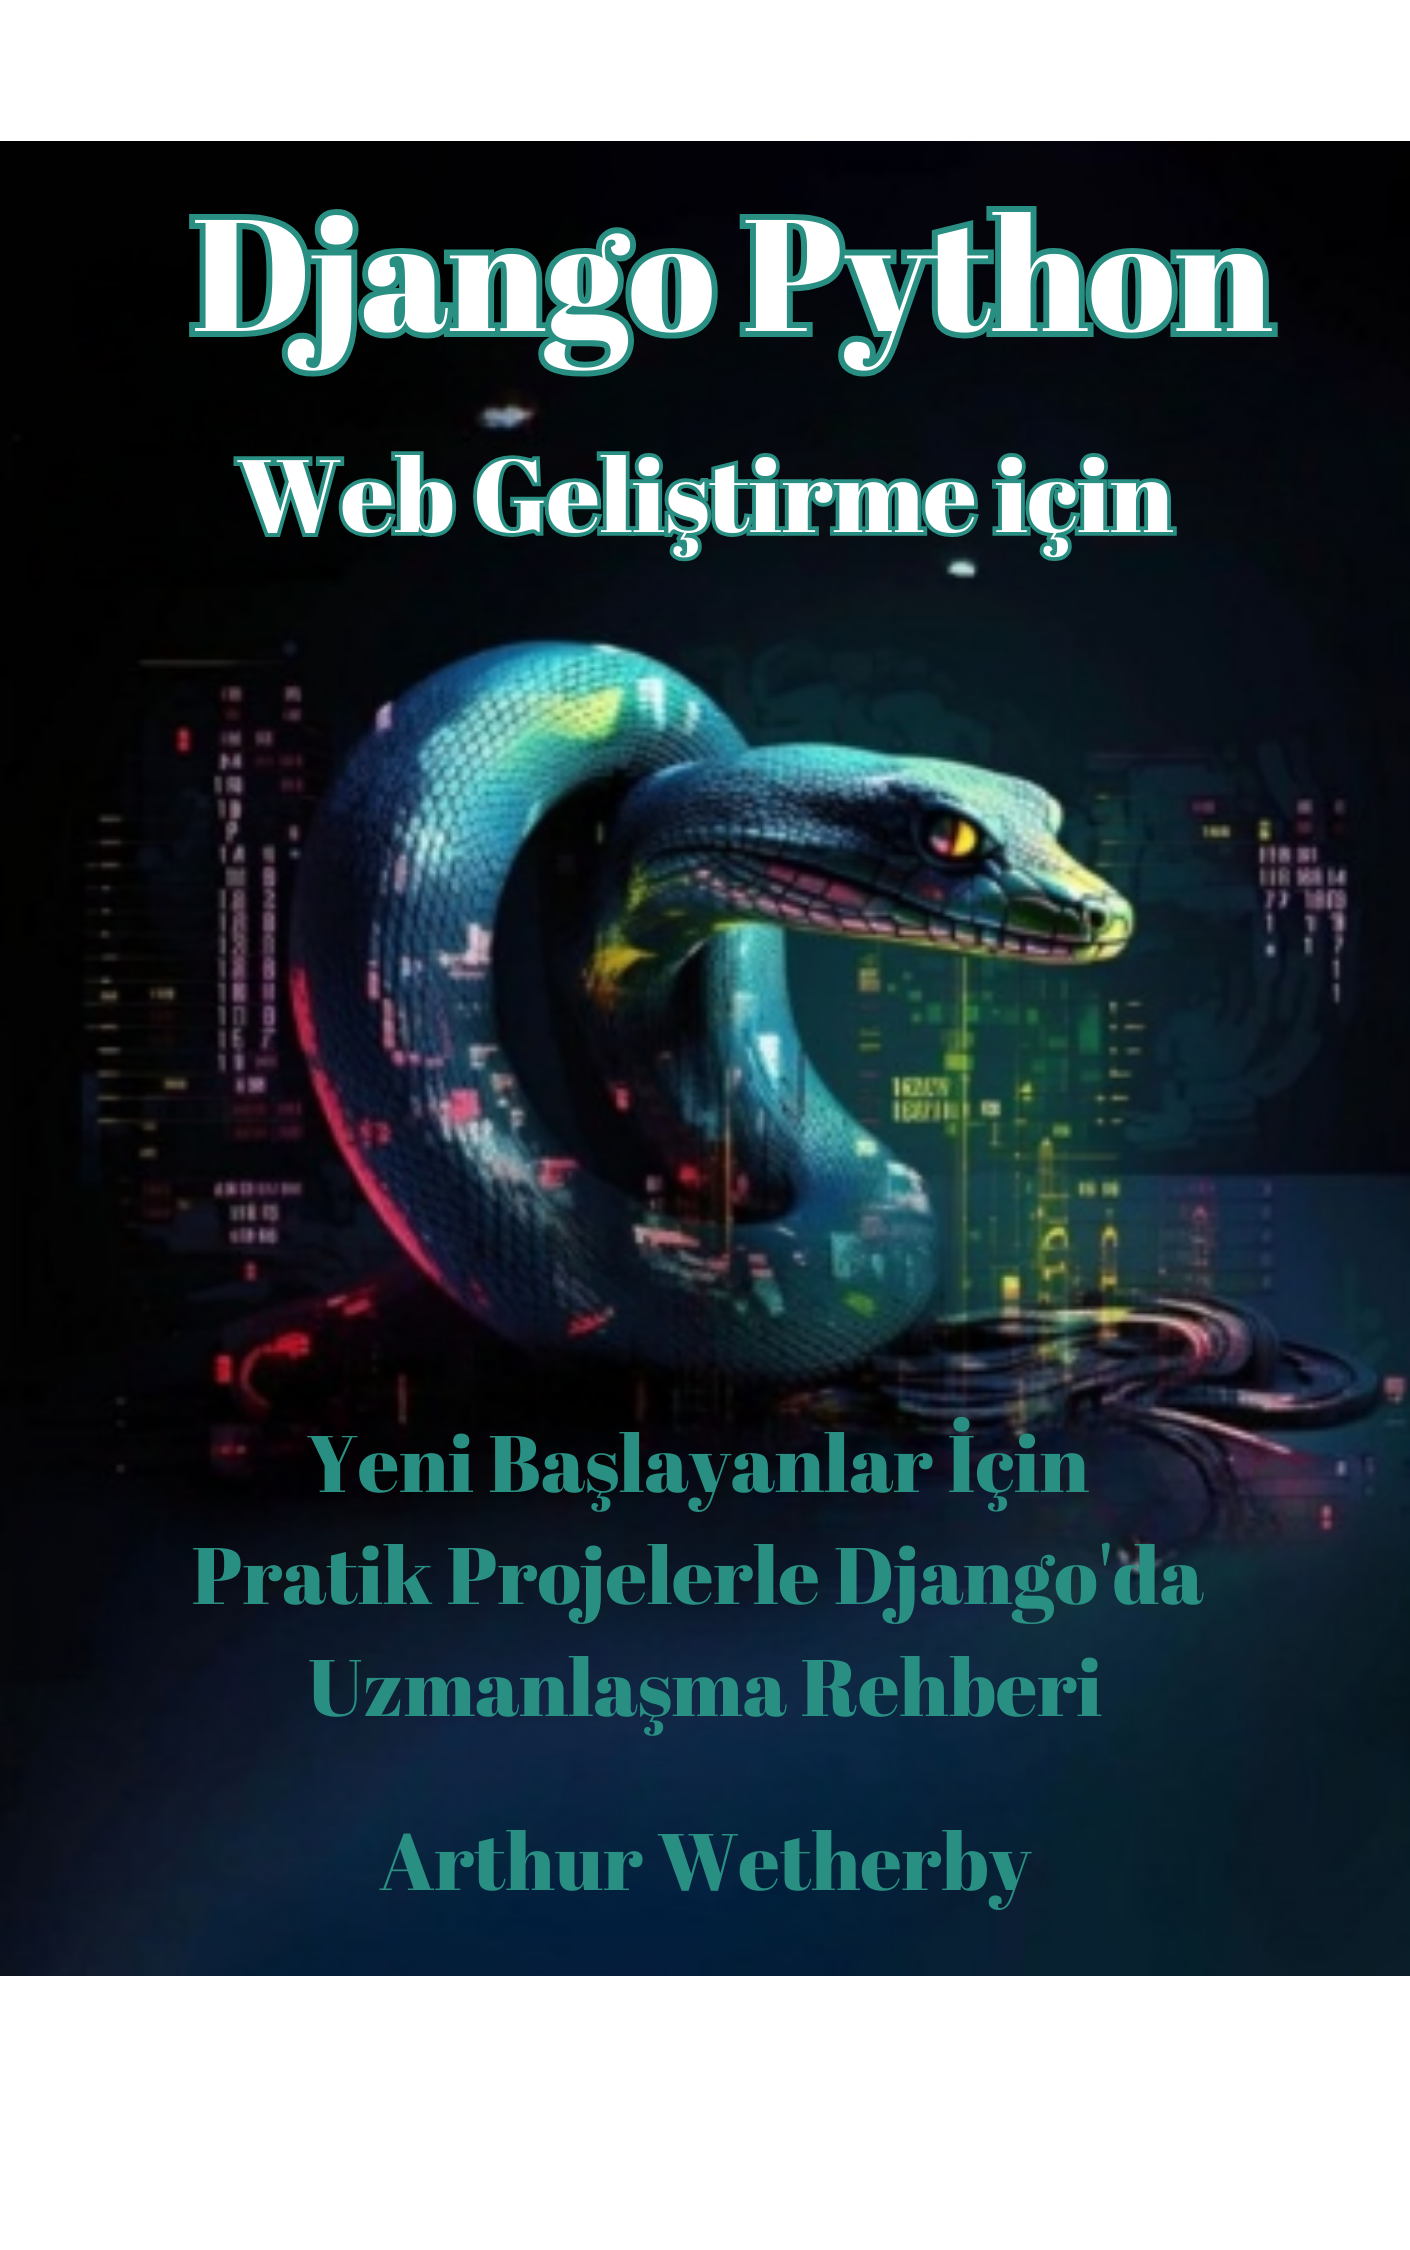 Django Python
Web Geliştirme için
Yeni Başlayanlar İçin
Pratik Projelerle Django'da
Uzmanlaşma Rehberi
Arthur Wetherby